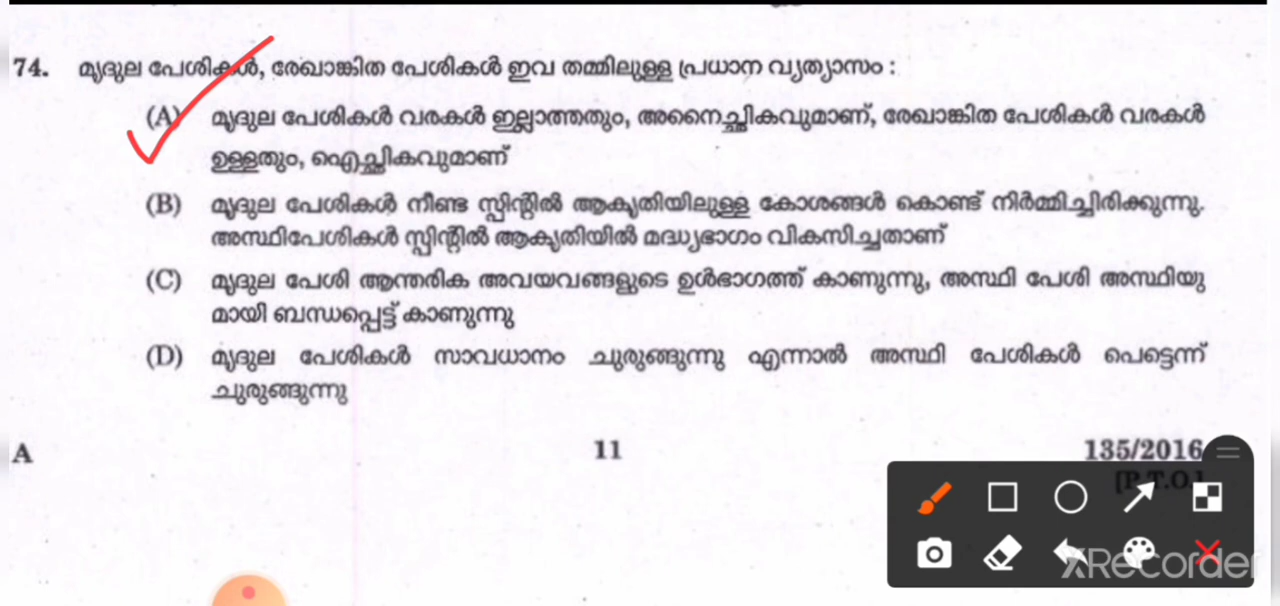 74. മൃദുല പേശികൾ, രേഖാങ്കിത പേശികൾ ഇവ തമ്മിലുള്ള പ്രധാന വ്യത്യാസം :
(A) മൃദുല പേശികൾ വരകൾ ഇല്ലാത്തതും, അനൈച്ഛികവുമാണ്, രേഖാങ്കിത പേശികൾ വരകൾ
ഉള്ളതും, ഐച്ഛികവുമാണ്
(B) മൃദുല പേശികൾ നീണ്ട സ്പിന്റിൽ ആകൃതിയിലുള്ള കോശങ്ങൾ കൊണ്ട് നിർമ്മിച്ചിരിക്കുന്നു.
അസ്ഥിപേശികൾ സ്പിന്റിൽ ആകൃതിയിൽ മദ്ധ്യഭാഗം വികസിച്ചതാണ്
(C) മൃദുല പേശി ആന്തരിക അവയവങ്ങളുടെ ഉൾഭാഗത്ത് കാണുന്നു, അസ്ഥി പേശി അസ്ഥിയു
മായി ബന്ധപ്പെട്ട് കാണുന്നു
(D) മൃദുല പേശികൾ സാവധാനം ചുരുങ്ങുന്നു എന്നാൽ അസ്ഥി പേശികൾ പെട്ടെന്ന്
ചുരുങ്ങുന്നു
A 11 135/2016
[P.T.O.]
XRecorder